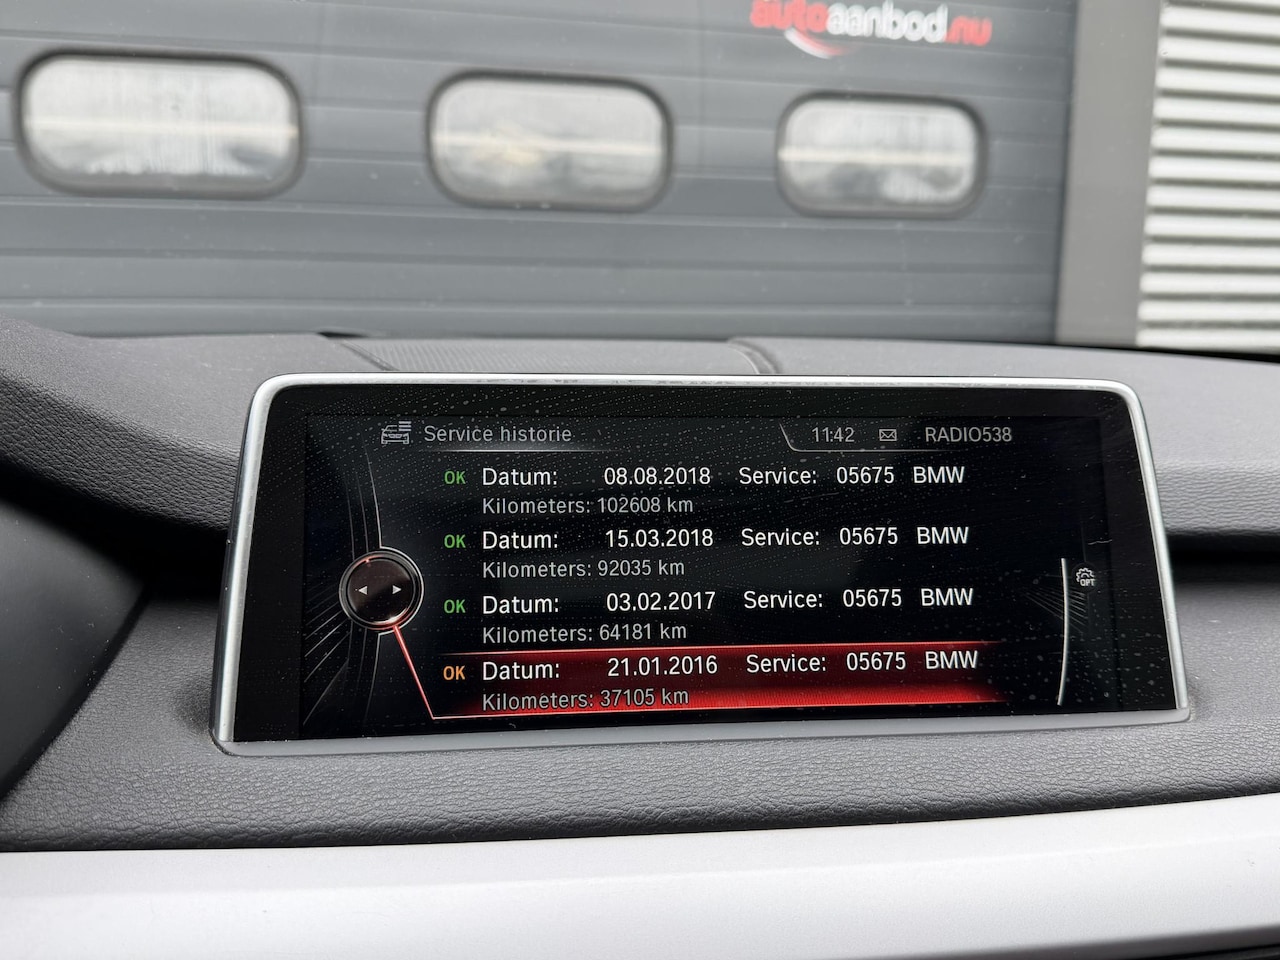 autoaanbod.nu
Service historie 11:42 RADIO538
OK Datum: 08.08.2018 Service: 05675 BMW
Kilometers: 102608 km
OK Datum: 15.03.2018 Service: 05675 BMW
Kilometers: 92035 km
OK Datum: 03.02.2017 Service: 05675 BMW
Kilometers: 64181 km
OPT
OK Datum: 21.01.2016 Service: 05675 BMW
Kilometers: 37105 km